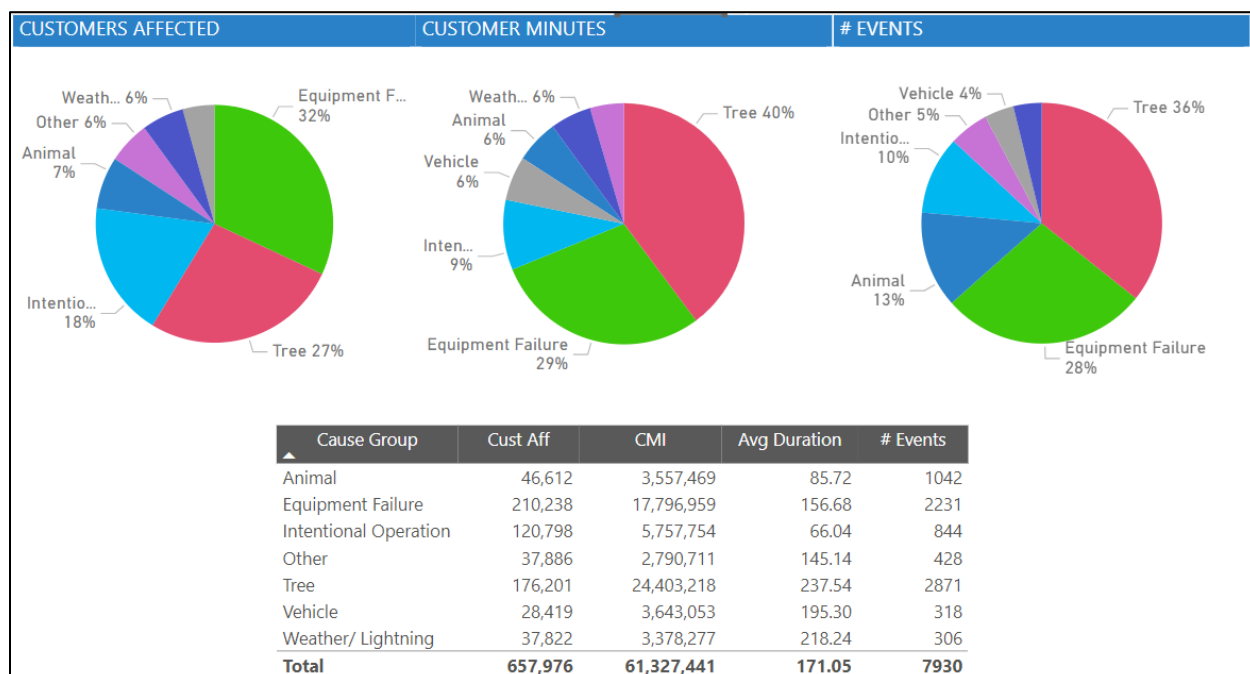 CUSTOMERS AFFECTED
CUSTOMER MINUTES
# EVENTS
Weath... 6%
Other 6%
Animal
7%
Intentio...
18%
Equipment F...
32%
Tree 27%
Weath... 6%
Animal
6%
Vehicle
6%
Inten...
9%
Equipment Failure
29%
Tree 40%
Vehicle 4%
Other 5%
Intentio...
10%
Animal
13%
Tree 36%
Equipment Failure
28%
Cause Group Cust Aff CMI Avg Duration # Events
Animal 46,612 3,557,469 85.72 1042
Equipment Failure 210,238 17,796,959 156.68 2231
Intentional Operation 120,798 5,757,754 66.04 844
Other 37,886 2,790,711 145.14 428
Tree 176,201 24,403,218 237.54 2871
Vehicle 28,419 3,643,053 195.30 318
Weather/ Lightning 37,822 3,378,277 218.24 306
Total 657,976 61,327,441 171.05 7930